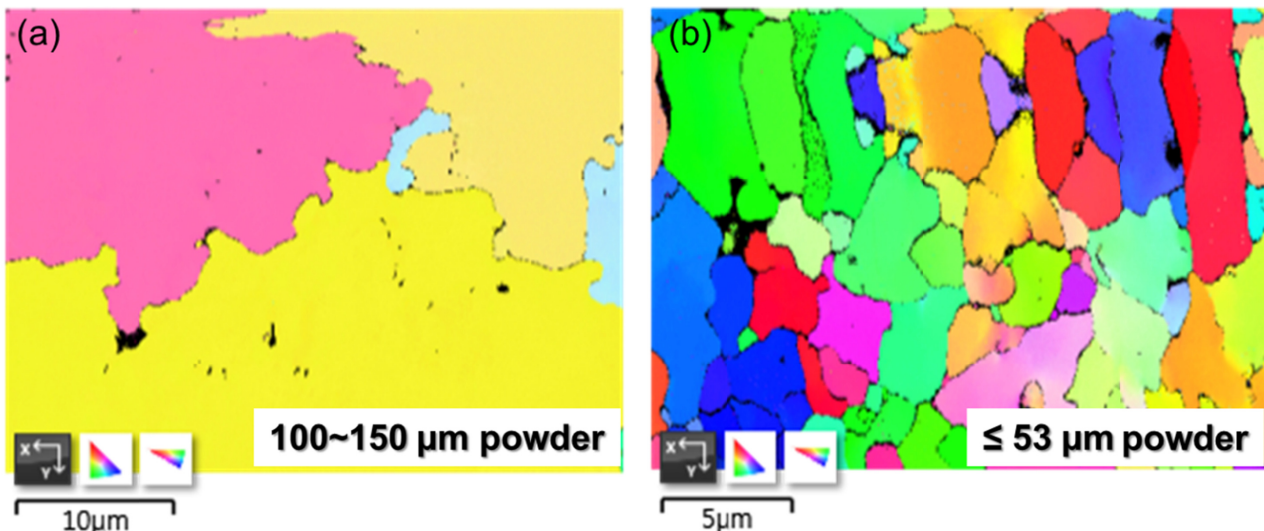 (a)
(b)
100~150 μm powder
≤ 53 μm powder
X
Y
X
Y
10μm
5μm